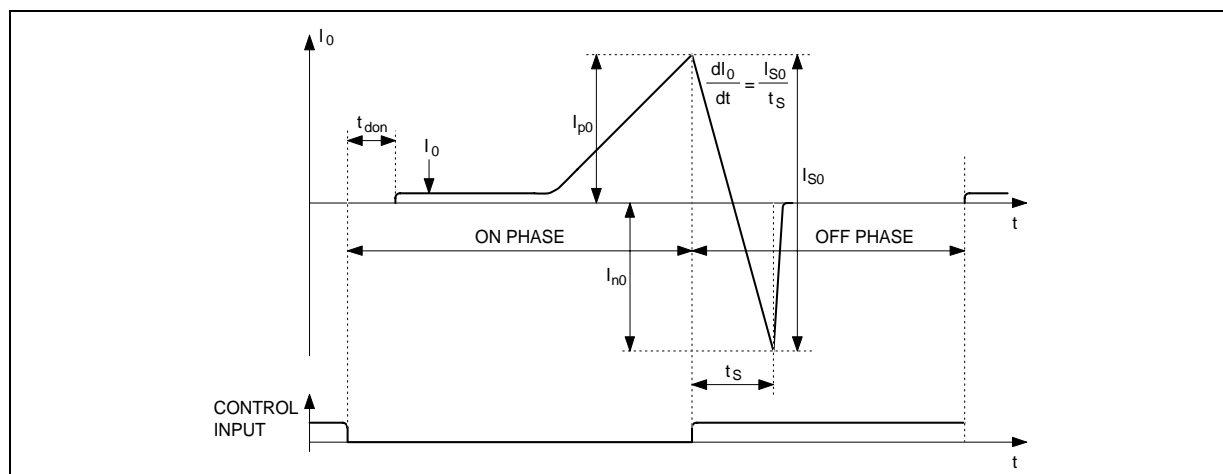 I0
dI0/dt = IS0/tS
tdon
Ip0
I0
IS0
t
ON PHASE
OFF PHASE
In0
tS
CONTROL
INPUT
t